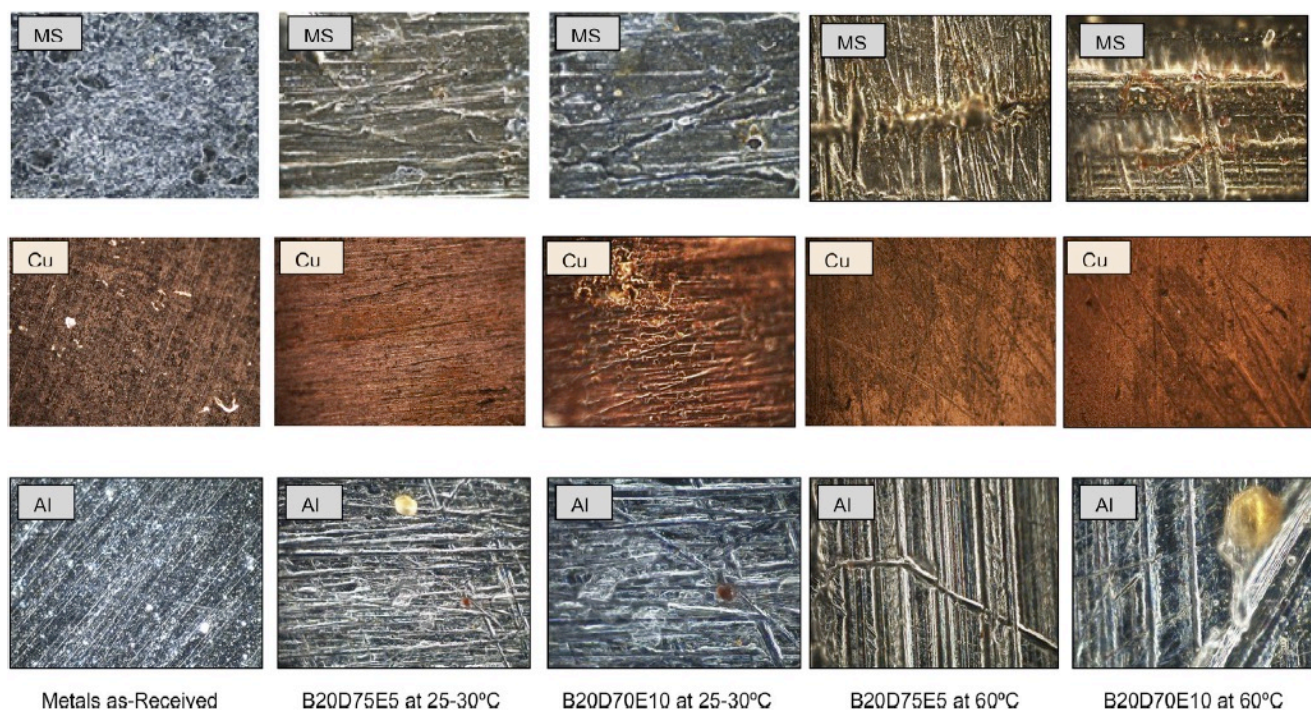 MS MS MS MS MS
Cu Cu Cu Cu Cu
Al Al Al Al Al
Metals as-Received B20D75E5 at 25-30ºC B20D70E10 at 25-30ºC B20D75E5 at 60ºC B20D70E10 at 60ºC